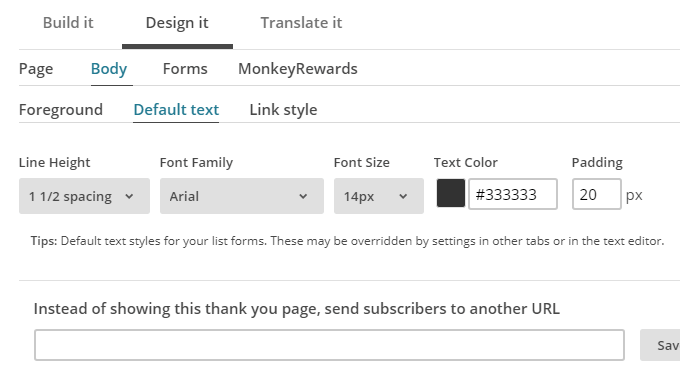 Build it Design it Translate it
Page Body Forms MonkeyRewards
Foreground Default text Link style
Line Height Font Family Font Size Text Color Padding
1 1/2 spacing Arial 14px #333333 20 px
Tips: Default text styles for your list forms. These may be overridden by settings in other tabs or in the text editor.
Instead of showing this thank you page, send subscribers to another URL
Sav